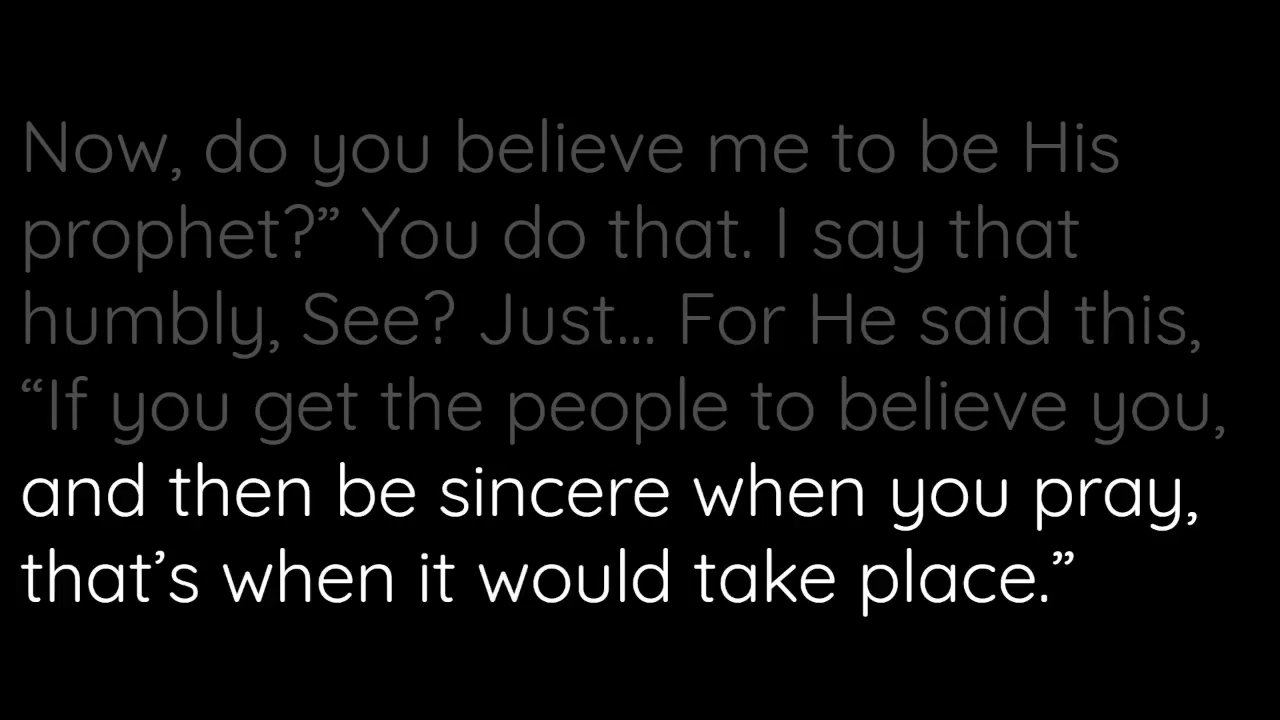 Now, do you believe me to be His
prophet?” You do that. I say that
humbly, See? Just... For He said this,
“If you get the people to believe you,
and then be sincere when you pray,
that’s when it would take place.”